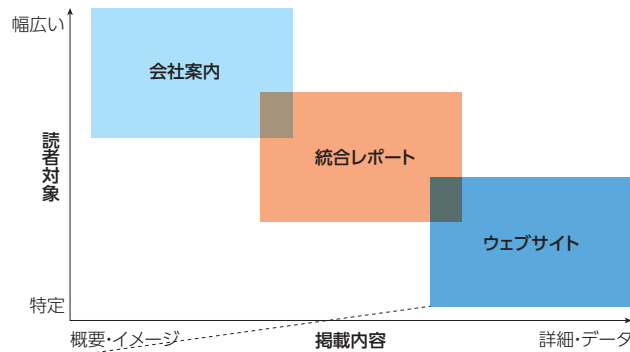 幅広い
会社案内
統合レポート
読者対象
ウェブサイト
特定
概要・イメージ
掲載内容
詳細・データ